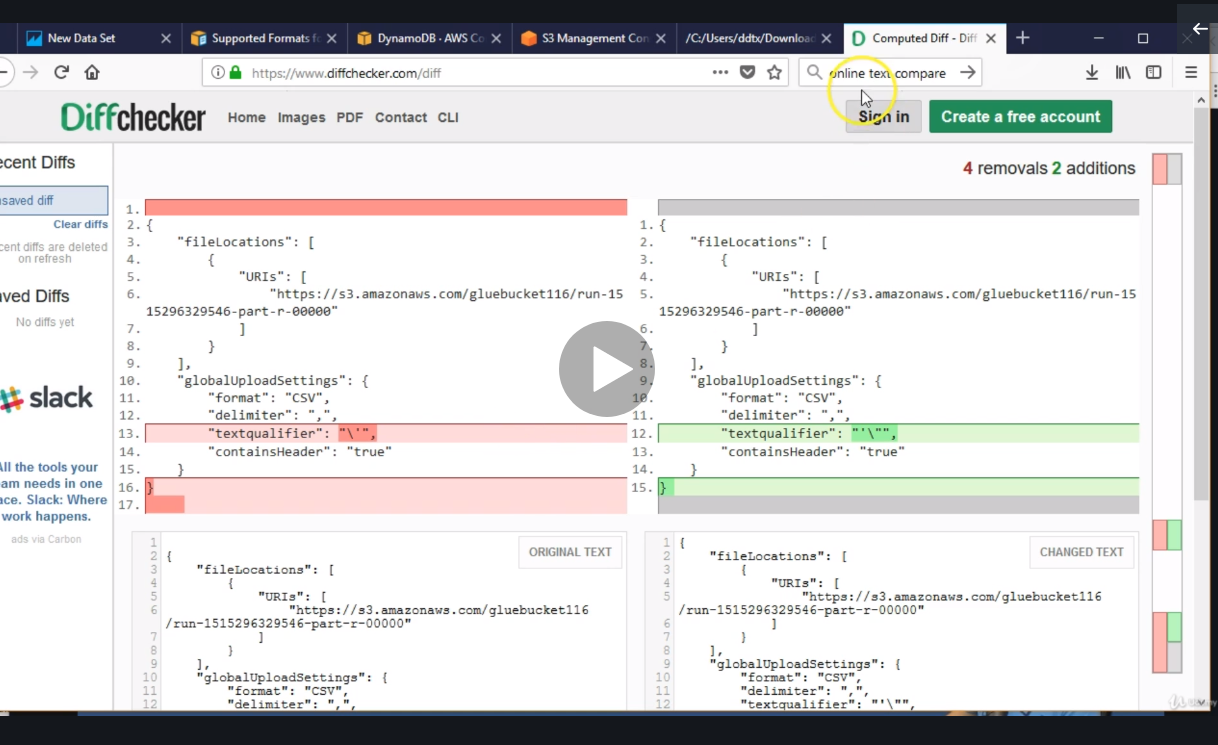 New Data Set
Supported Formats fo
DynamoDB · AWS Co
S3 Management Con
/C:/Users/ddtx/Download
Computed Diff - Diff
https://www.diffchecker.com/diff
online text compare
Diffchecker
Home Images PDF Contact CLI
Sign in
Create a free account
ecent Diffs
nsaved diff
Clear diffs
cent diffs are deleted
on refresh
aved Diffs
No diffs yet
slack
All the tools your
eam needs in one
ace. Slack: Where
work happens.
ads via Carbon
4 removals 2 additions
1.
2. {
3. "fileLocations": [
4. {
5. "URIs": [
6. "https://s3.amazonaws.com/gluebucket116/run-15
15296329546-part-r-00000"
7. ]
8. }
9. ],
10. "globalUploadSettings": {
11. "format": "CSV",
12. "delimiter": ",",
13. "textqualifier": "\'",
14. "containsHeader": "true"
15. }
16. }
17.
1. {
2. "fileLocations": [
3. {
4. "URIs": [
5. "https://s3.amazonaws.com/gluebucket116/run-15
15296329546-part-r-00000"
6. ]
7. }
8. ],
9. "globalUploadSettings": {
10. "format": "CSV",
11. "delimiter": ",",
12. "textqualifier": "'\"",
13. "containsHeader": "true"
14. }
15. }
ORIGINAL TEXT
1
2 {
3 "fileLocations": [
4 {
5 "URIs": [
6 "https://s3.amazonaws.com/gluebucket116
/run-1515296329546-part-r-00000"
7 ]
8 }
9 ],
10 "globalUploadSettings": {
11 "format": "CSV",
12 "delimiter": ",",
CHANGED TEXT
1 {
2 "fileLocations": [
3 {
4 "URIs": [
5 "https://s3.amazonaws.com/gluebucket116
/run-1515296329546-part-r-00000"
6 ]
7 }
8 ],
9 "globalUploadSettings": {
10 "format": "CSV",
11 "delimiter": ",",
12 "textqualifier": "'\"",